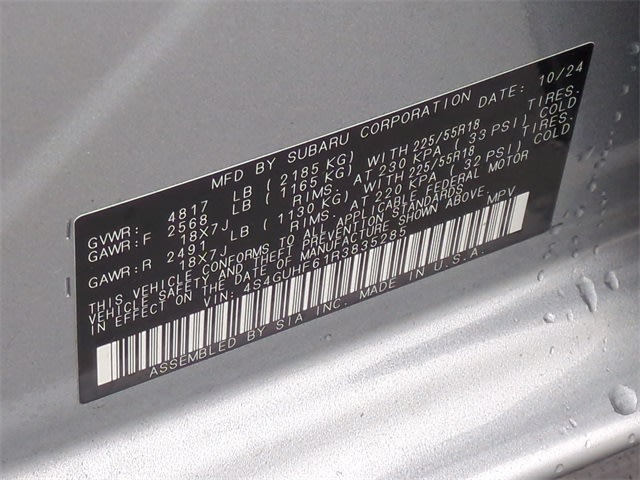 MFD BY SUBARU CORPORATION DATE: 10/24
GVWR: 4817 LB ( 2185 KG) WITH 225/55R18 TIRES.
GAWR:F 2568 LB ( 1165 KG)
18X7J RIMS. AT 230 KPA ( 33 PSI) COLD
GAWR:R 2491 LB ( 1130 KG) WITH 225/55R18 TIRES.
18X7J RIMS. AT 220 KPA ( 32 PSI) COLD
THIS VEHICLE CONFORMS TO ALL APPLICABLE FEDERAL MOTOR
VEHICLE SAFETY, BUMPER, AND THEFT PREVENTION STANDARDS
IN EFFECT ON THE DATE OF MANUFACTURE SHOWN ABOVE.
VIN: 4S4GUHF61R3835285 MPV
ASSEMBLED BY SIA INC. MADE IN U.S.A.